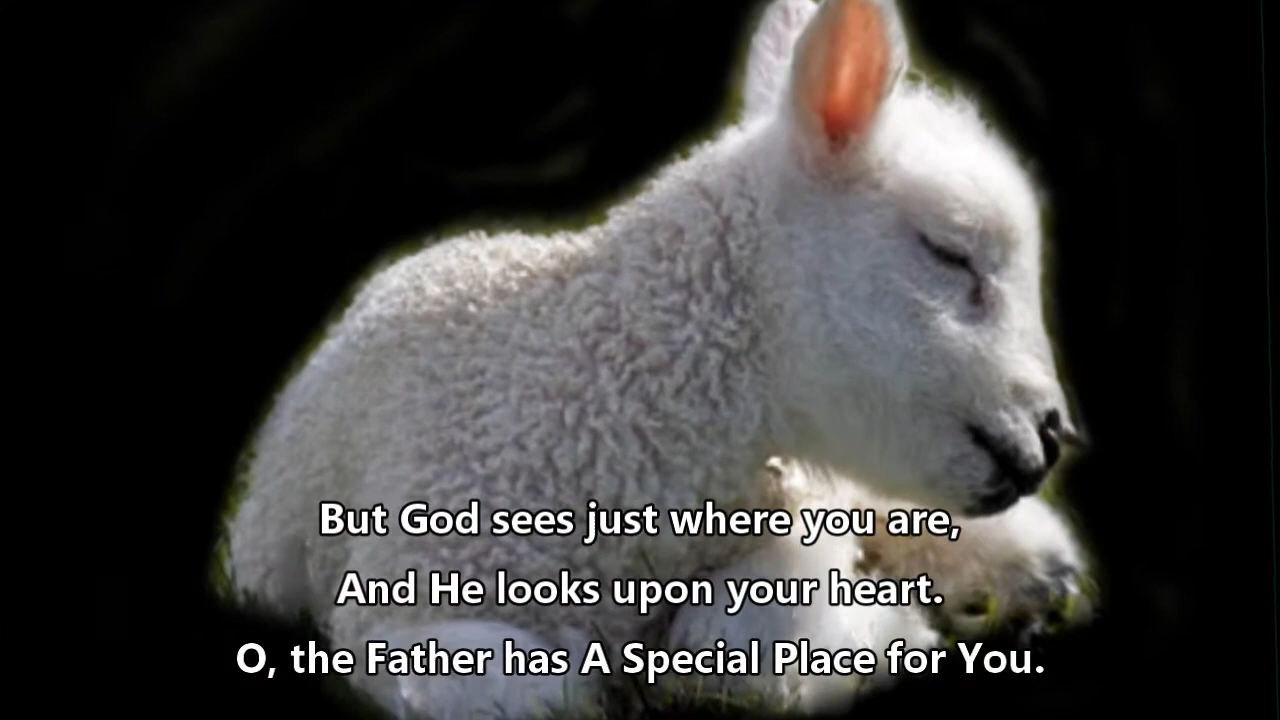 But God sees just where you are,
And He looks upon your heart.
O, the Father has A Special Place for You.